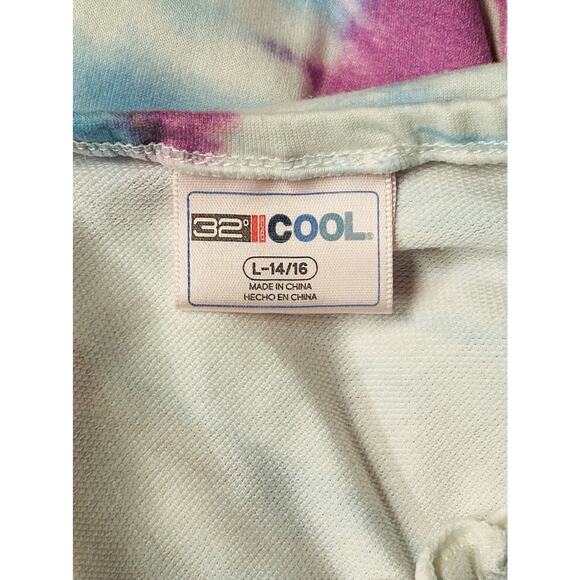 32° COOL®
L-14/16
MADE IN CHINA
HECHO EN CHINA